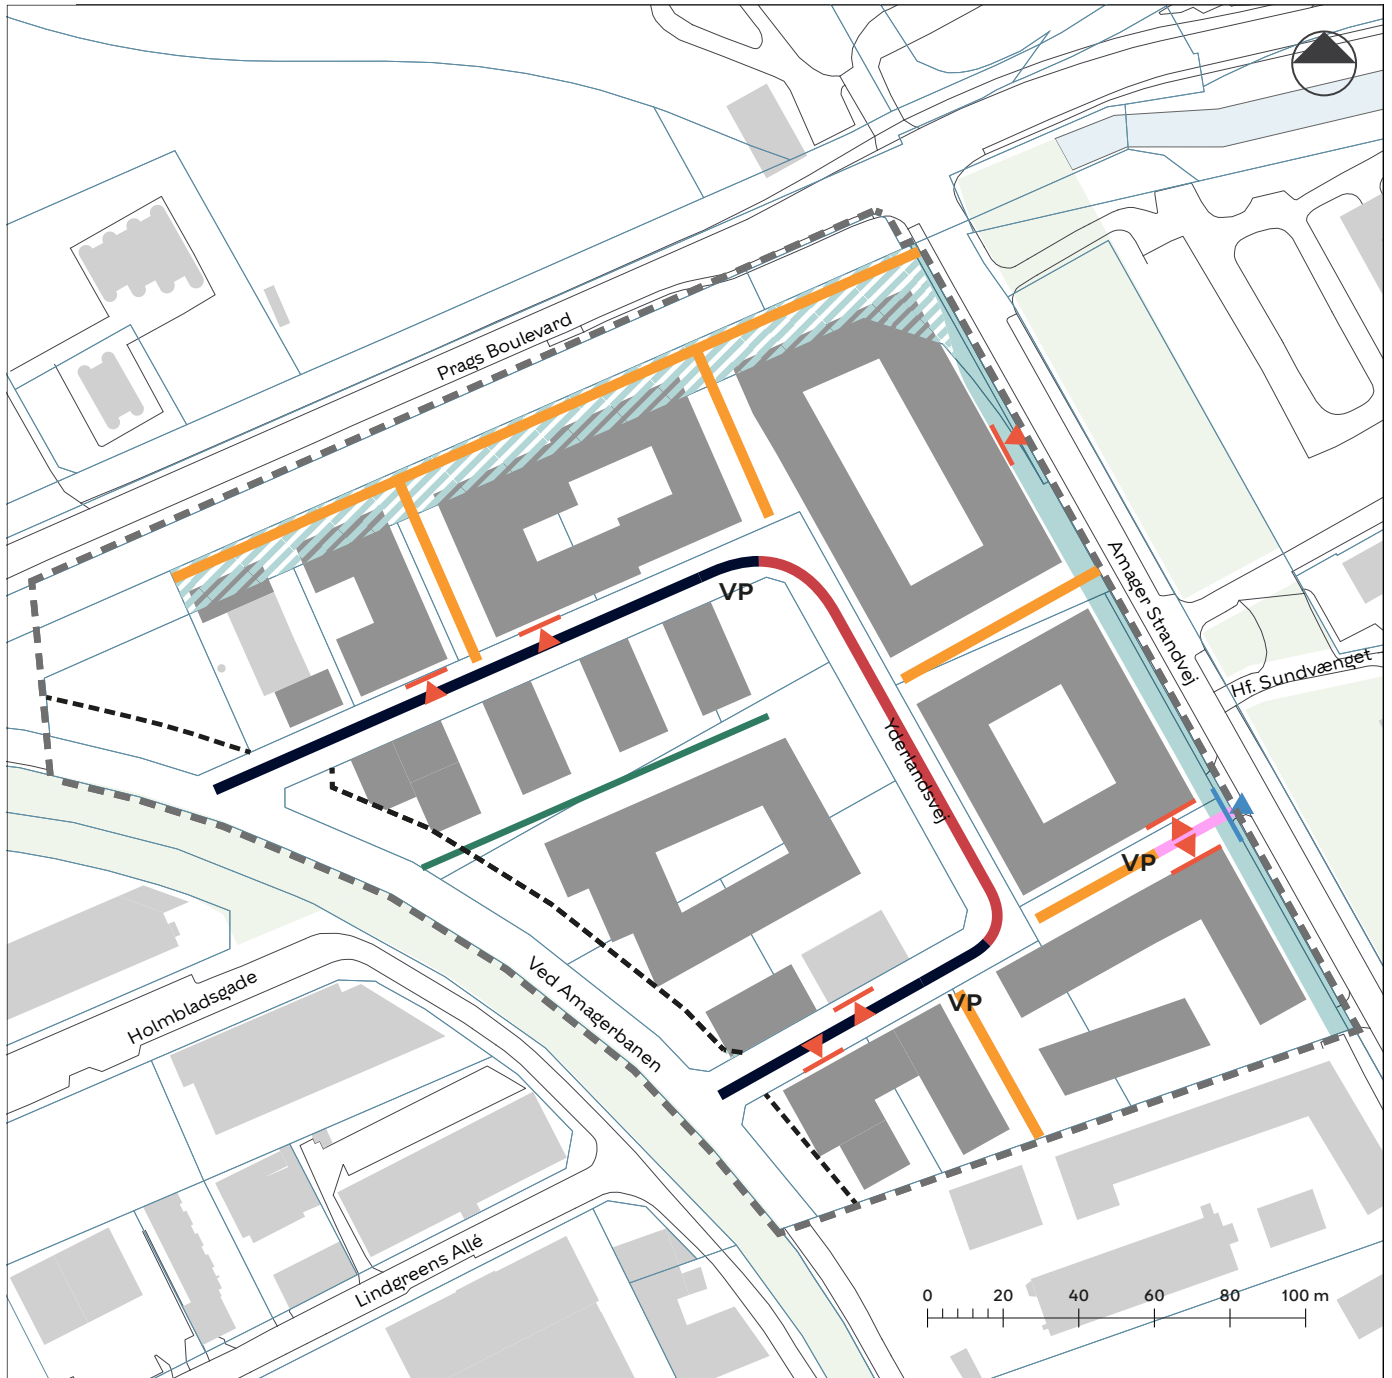 Prags Boulevard
Amager Strandvej
VP
Hf. Sundvænget
Yderlandsvej
VP
Holmbladsgade
Ved Amagerbanen
VP
Lindgreens Allé
0 20 40 60 80 100 m